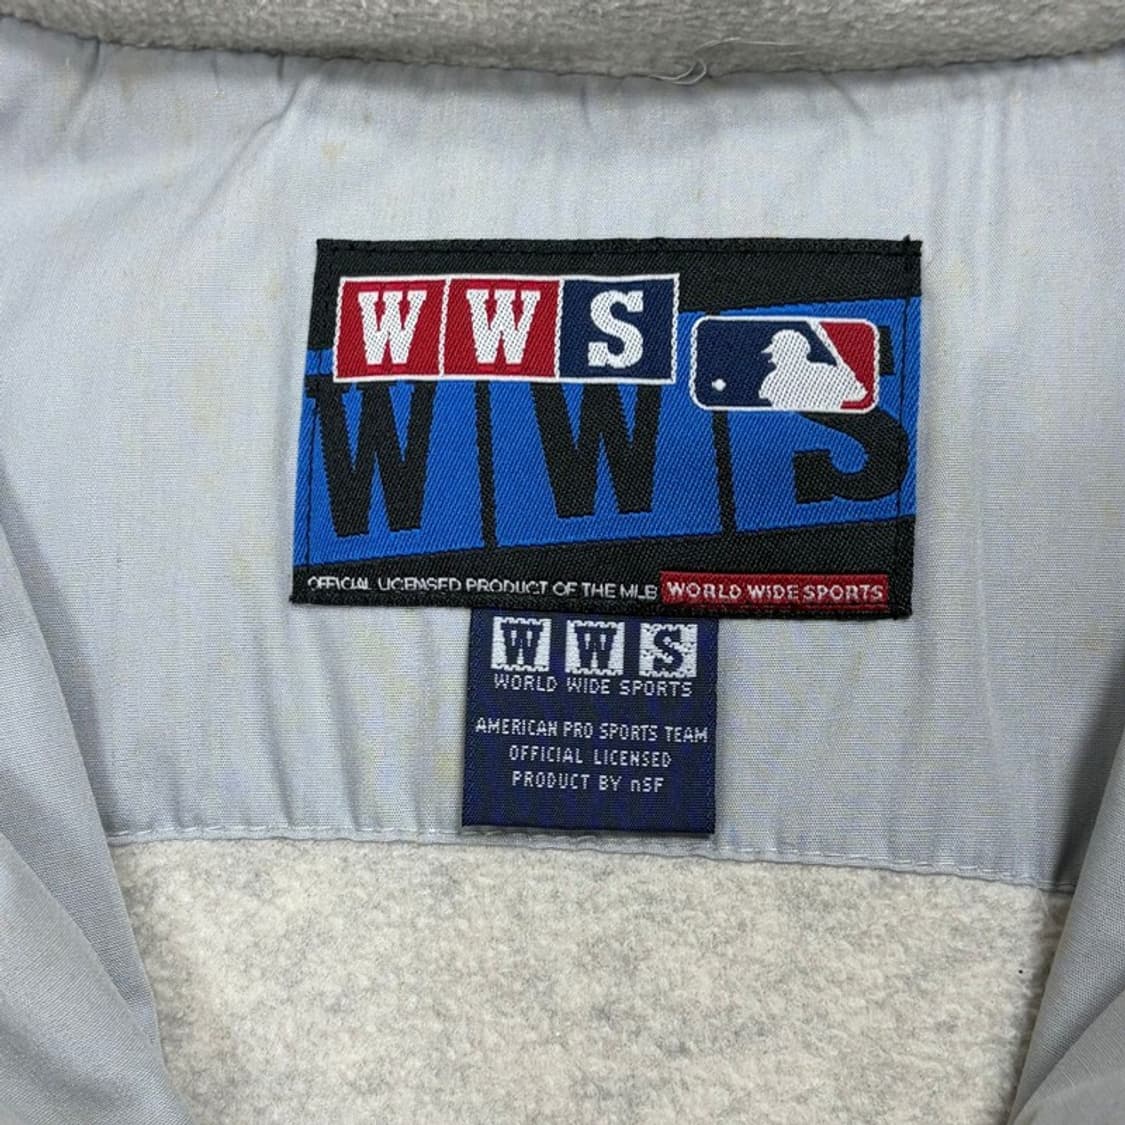 WWS
WWS
OFFICIAL LICENSED PRODUCT OF THE MLB WORLD WIDE SPORTS
WWS
WORLD WIDE SPORTS
AMERICAN PRO SPORTS TEAM
OFFICIAL LICENSED
PRODUCT BY nSF